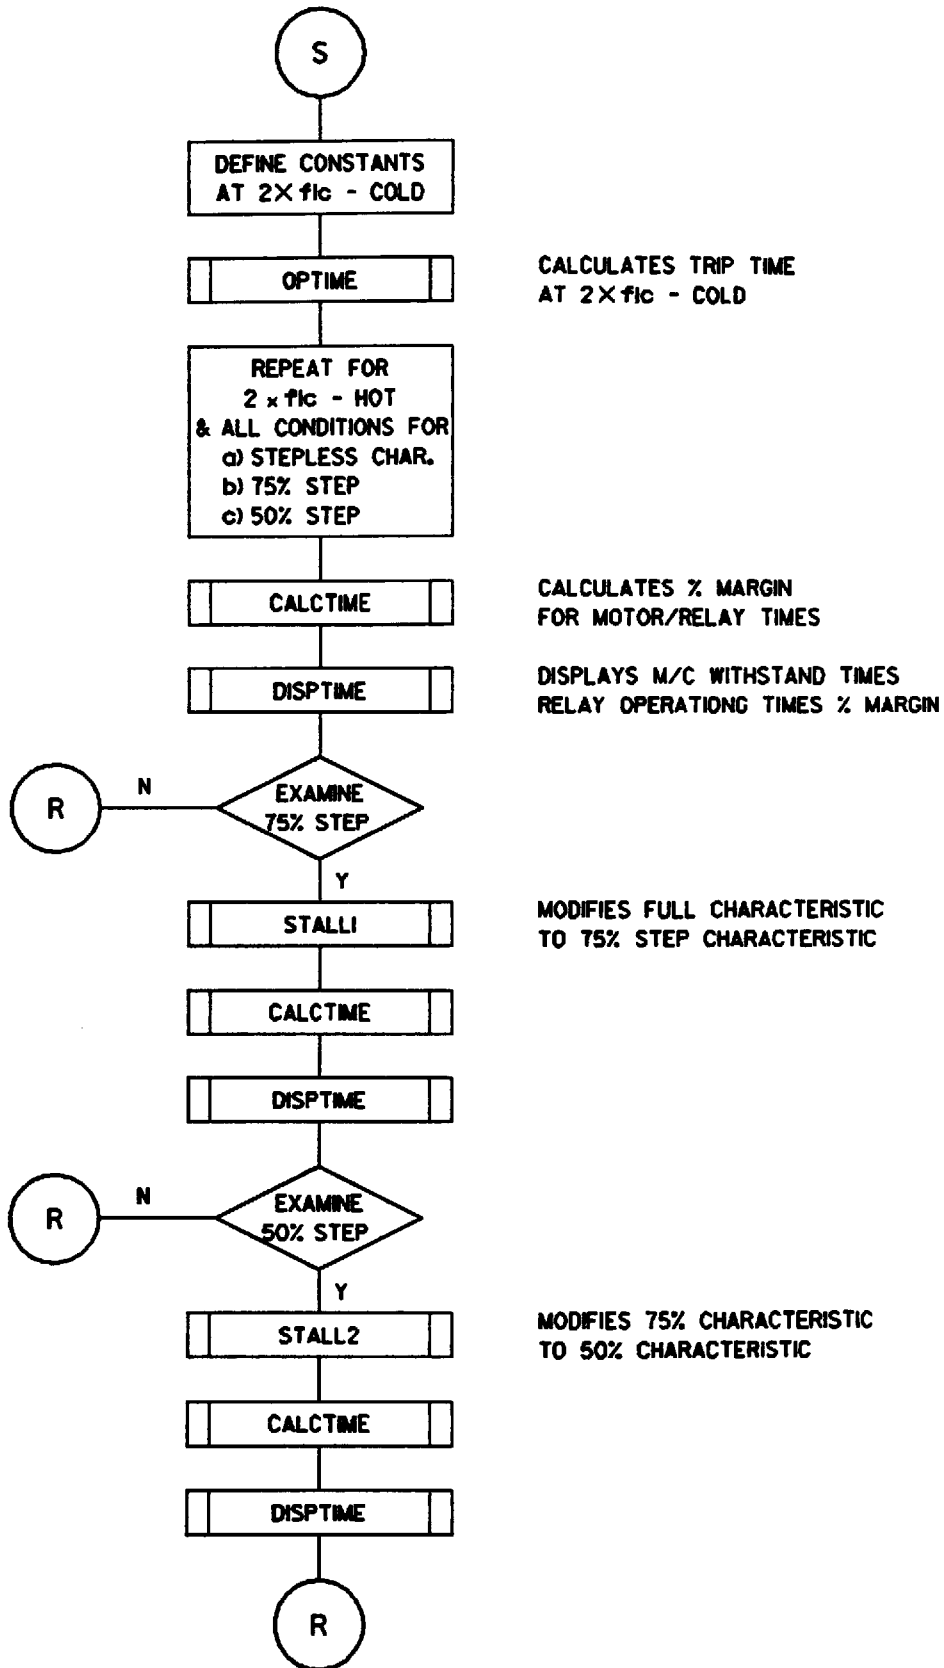 S
DEFINE CONSTANTS
AT 2X flc - COLD
OPTIME
CALCULATES TRIP TIME
AT 2X flc - COLD
REPEAT FOR
2 x flc - HOT
& ALL CONDITIONS FOR
a) STEPLESS CHAR.
b) 75% STEP
c) 50% STEP
CALCTIME
CALCULATES % MARGIN
FOR MOTOR/RELAY TIMES
DISPTIME
DISPLAYS M/C WITHSTAND TIMES
RELAY OPERATIONG TIMES % MARGIN
R
N
EXAMINE
75% STEP
Y
STALL1
MODIFIES FULL CHARACTERISTIC
TO 75% STEP CHARACTERISTIC
CALCTIME
DISPTIME
R
N
EXAMINE
50% STEP
Y
STALL2
MODIFIES 75% CHARACTERISTIC
TO 50% CHARACTERISTIC
CALCTIME
DISPTIME
R